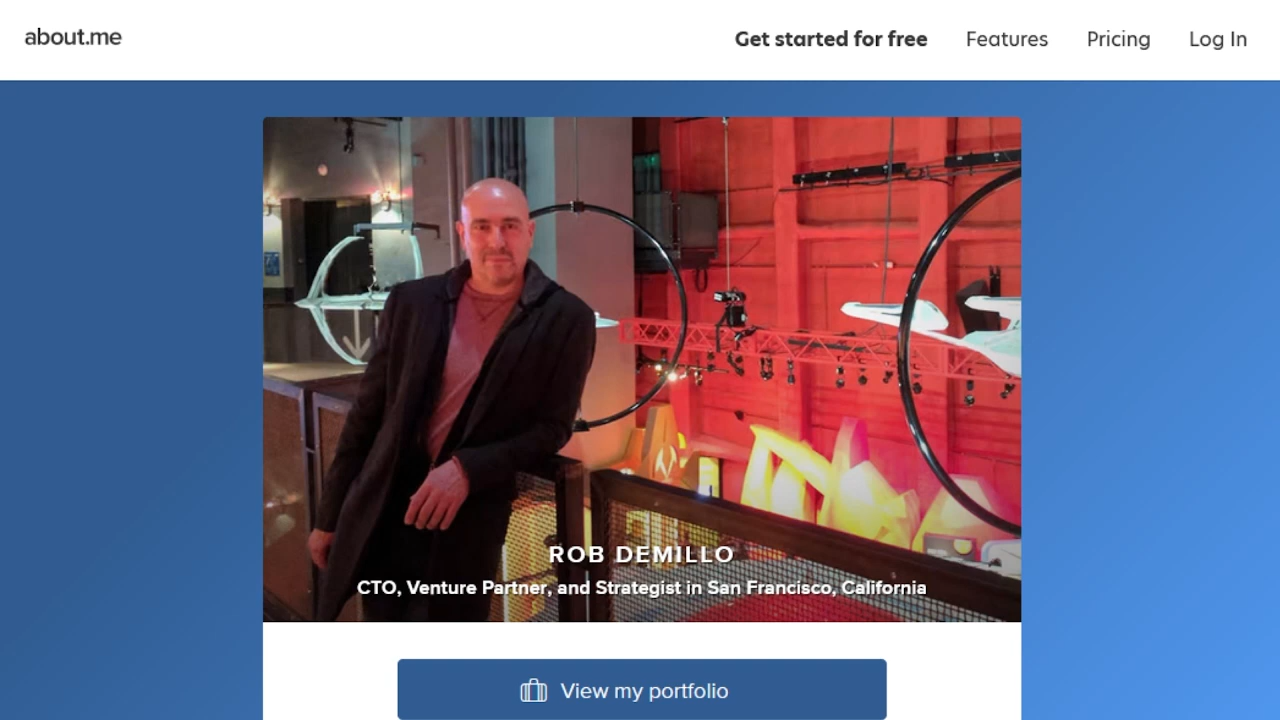 about.me
Get started for free
Features
Pricing
Log In
ROB DEMILLO
CTO, Venture Partner, and Strategist in San Francisco, California
View my portfolio